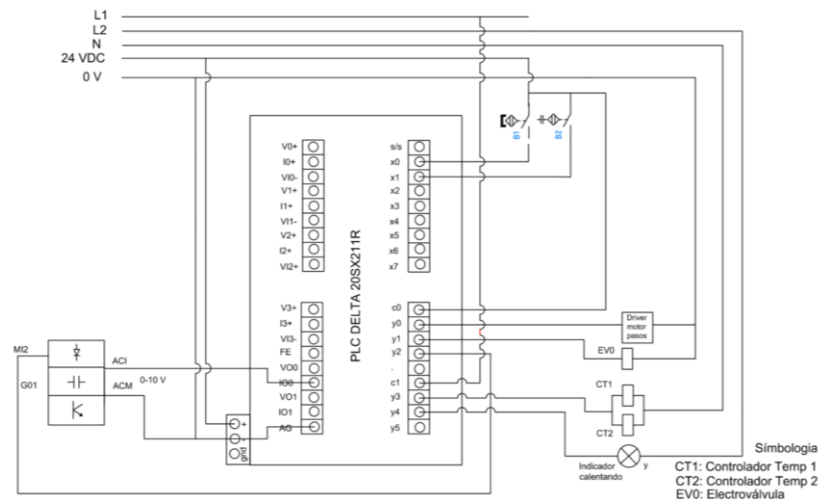 L1
L2
N
24 VDC
0 V
V0+
I0+
VI0-
V1+
I1+
VI1-
V2+
I2+
VI2+
V3+
I3+
VI3-
FE
VO0
IO0
VO1
IO1
AG
PLC DELTA 20SX211R
s/s
x0
x1
x2
x3
x4
x5
x6
x7
c0
y0
y1
y2
.
c1
y3
y4
y5
B1
B2
+
-
grid
MI2
G01
ACI
ACM
0-10 V
Driver
motor
pasos
EV0
CT1
CT2
Indicador
calentando
y
Símbologia
CT1: Controlador Temp 1
CT2: Controlador Temp 2
EV0: Electroválvula